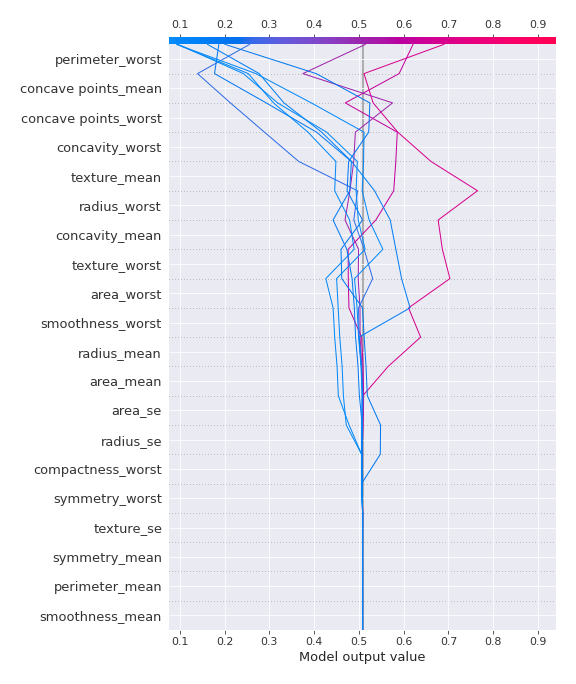 0.1 0.2 0.3 0.4 0.5 0.6 0.7 0.8 0.9
perimeter_worst
concave points_mean
concave points_worst
concavity_worst
texture_mean
radius_worst
concavity_mean
texture_worst
area_worst
smoothness_worst
radius_mean
area_mean
area_se
radius_se
compactness_worst
symmetry_worst
texture_se
symmetry_mean
perimeter_mean
smoothness_mean
0.1 0.2 0.3 0.4 0.5 0.6 0.7 0.8 0.9
Model output value